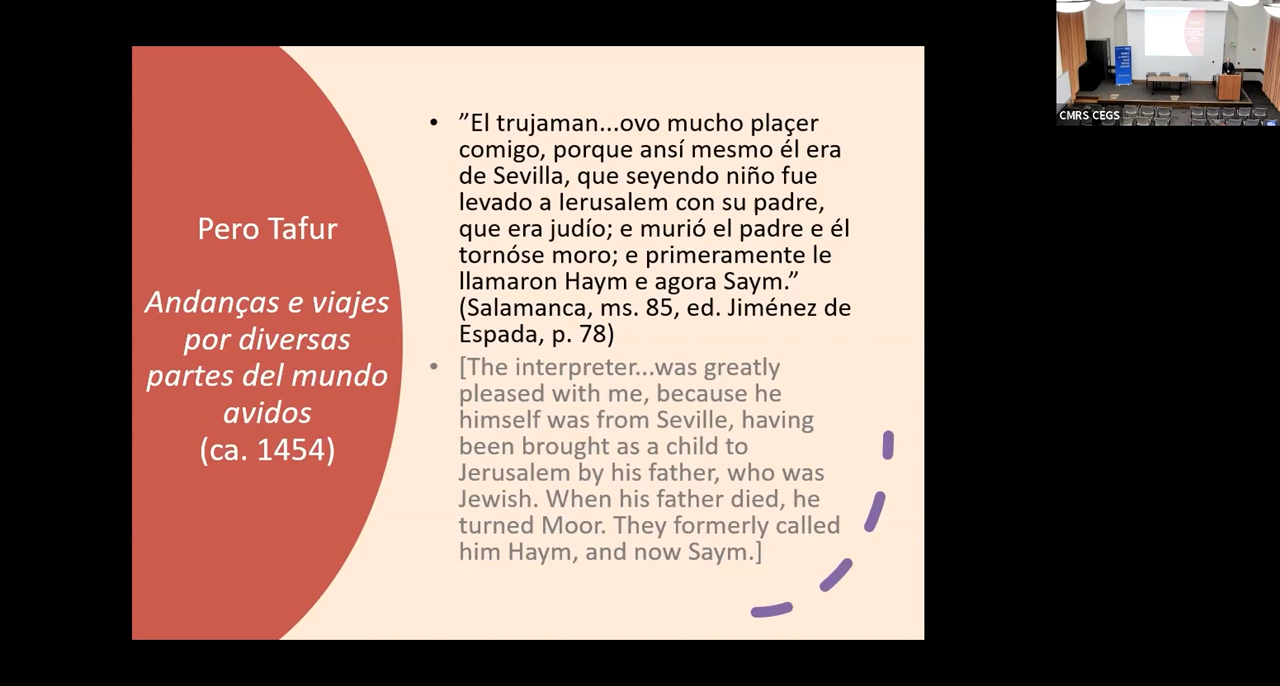 Pero Tafur
Andanças e viajes
por diversas
partes del mundo
avidos
(ca. 1454)
• ”El trujaman...ovo mucho plaçer
comigo, porque ansí mesmo él era
de Sevilla, que seyendo niño fue
levado a Ierusalem con su padre,
que era judío; e murió el padre e él
tornóse moro; e primeramente le
llamaron Haym e agora Saym.”
(Salamanca, ms. 85, ed. Jiménez de
Espada, p. 78)
• [The interpreter...was greatly
pleased with me, because he
himself was from Seville, having
been brought as a child to
Jerusalem by his father, who was
Jewish. When his father died, he
turned Moor. They formerly called
him Haym, and now Saym.]
CMRS CEGS